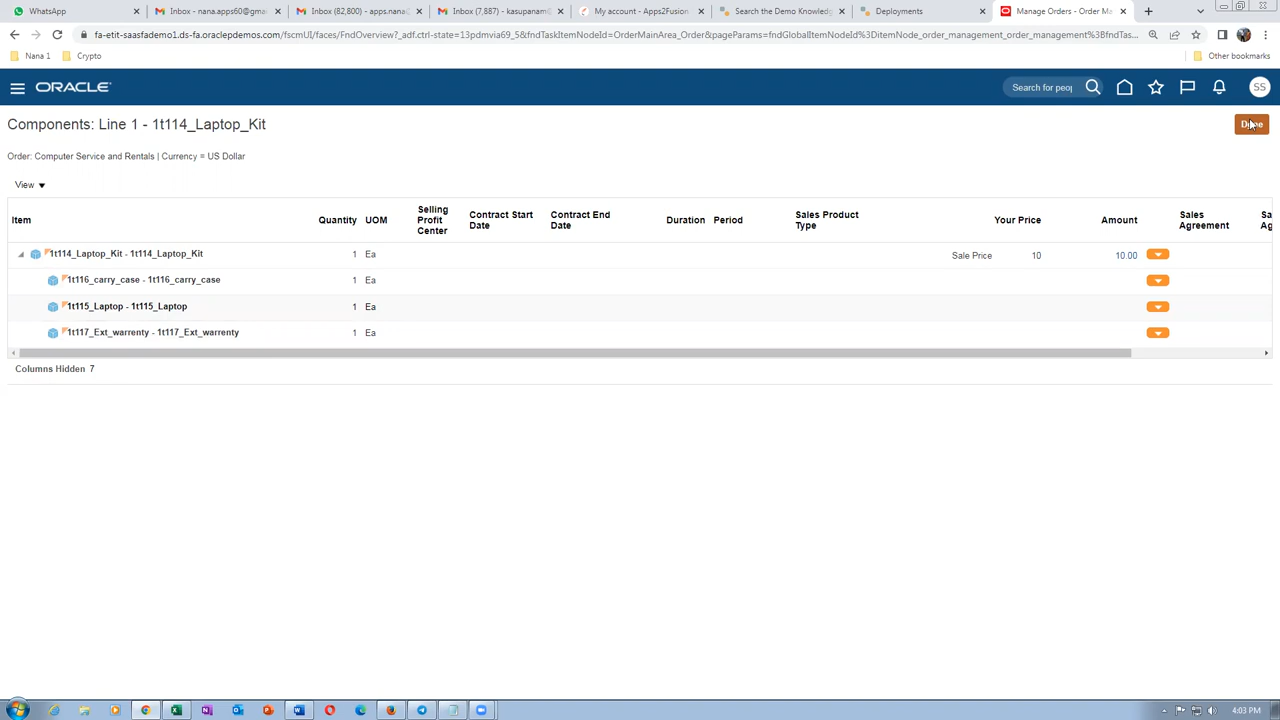 WhatsApp
Inbox - nana.apps60@gma
Inbox (82,800) - apps.nana@
Inbox (7,887) - kasupanam@
My account - Apps2Fusion
Search the Demo Knowledg
Deployments
Manage Orders - Order Ma
fa-etit-saasfademo1.ds-fa.oraclepdemos.com/fscmUI/faces/FndOverview?_adf.ctrl-state=13pdmvia69_5&fndTaskItemNodeId=OrderMainArea_Order&pageParams=fndGlobalItemNodeId%3DitemNode_order_management_order_management%3BfndTask...
Nana 1
Crypto
Other bookmarks
ORACLE
Search for peop
SS
Components: Line 1 - 1t114_Laptop_Kit
Order: Computer Service and Rentals | Currency = US Dollar
View
Item Quantity UOM Selling Profit Center Contract Start Date Contract End Date Duration Period Sales Product Type Your Price Amount Sales Agreement Sa Ag
1t114_Laptop_Kit - 1t114_Laptop_Kit 1 Ea Sale Price 10 10.00
1t116_carry_case - 1t116_carry_case 1 Ea
1t115_Laptop - 1t115_Laptop 1 Ea
1t117_Ext_warrenty - 1t117_Ext_warrenty 1 Ea
Columns Hidden 7
4:03 PM